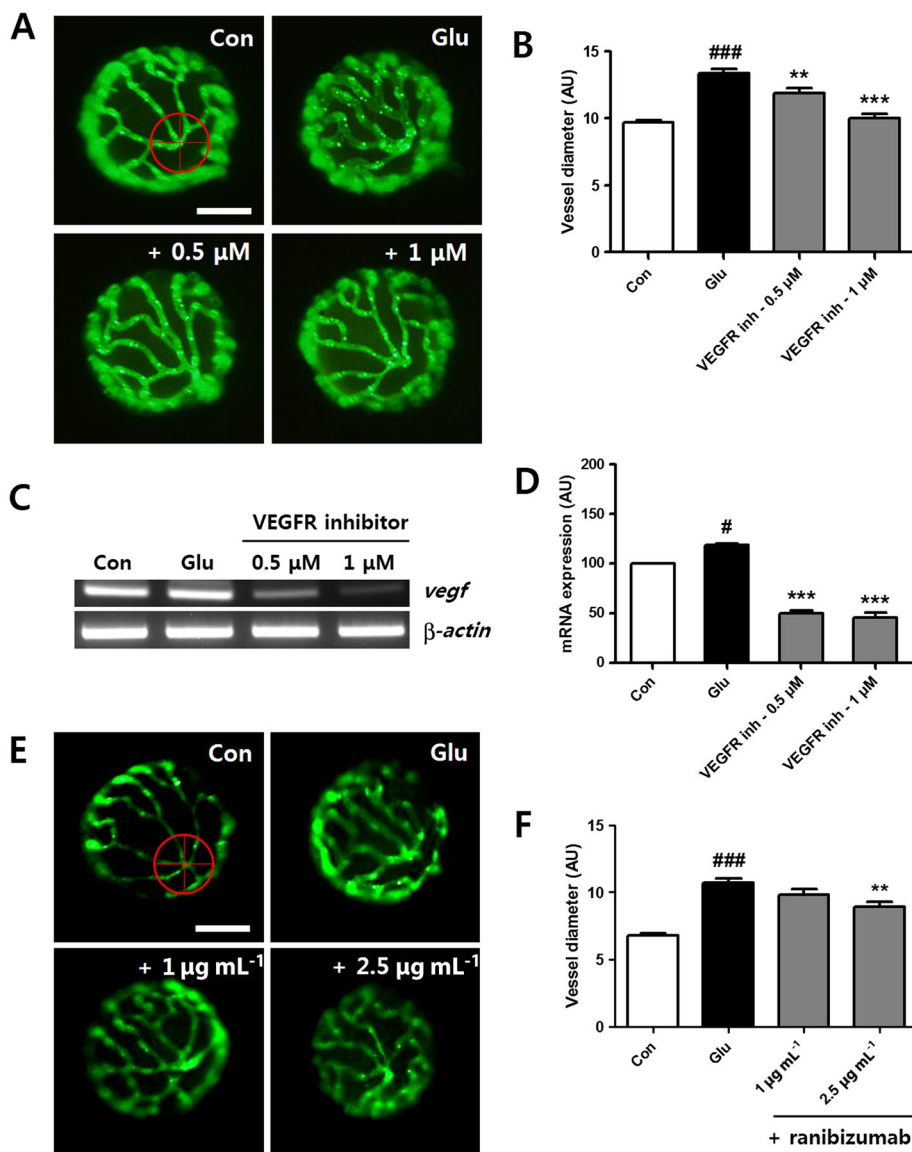 A
Con
Glu
+ 0.5 μM
+ 1 μM
B
Vessel diameter (AU)
15
10
5
0
###
**
***
Con
Glu
VEGFR inh - 0.5 μM
VEGFR inh - 1 μM
C
VEGFR inhibitor
Con
Glu
0.5 μM
1 μM
vegf
β-actin
D
mRNA expression (AU)
200
150
100
50
0
#
***
***
Con
Glu
VEGFR inh - 0.5 μM
VEGFR inh - 1 μM
E
Con
Glu
+ 1 μg mL⁻¹
+ 2.5 μg mL⁻¹
F
Vessel diameter (AU)
15
10
5
0
###
**
Con
Glu
1 μg mL⁻¹
2.5 μg mL⁻¹
+ ranibizumab